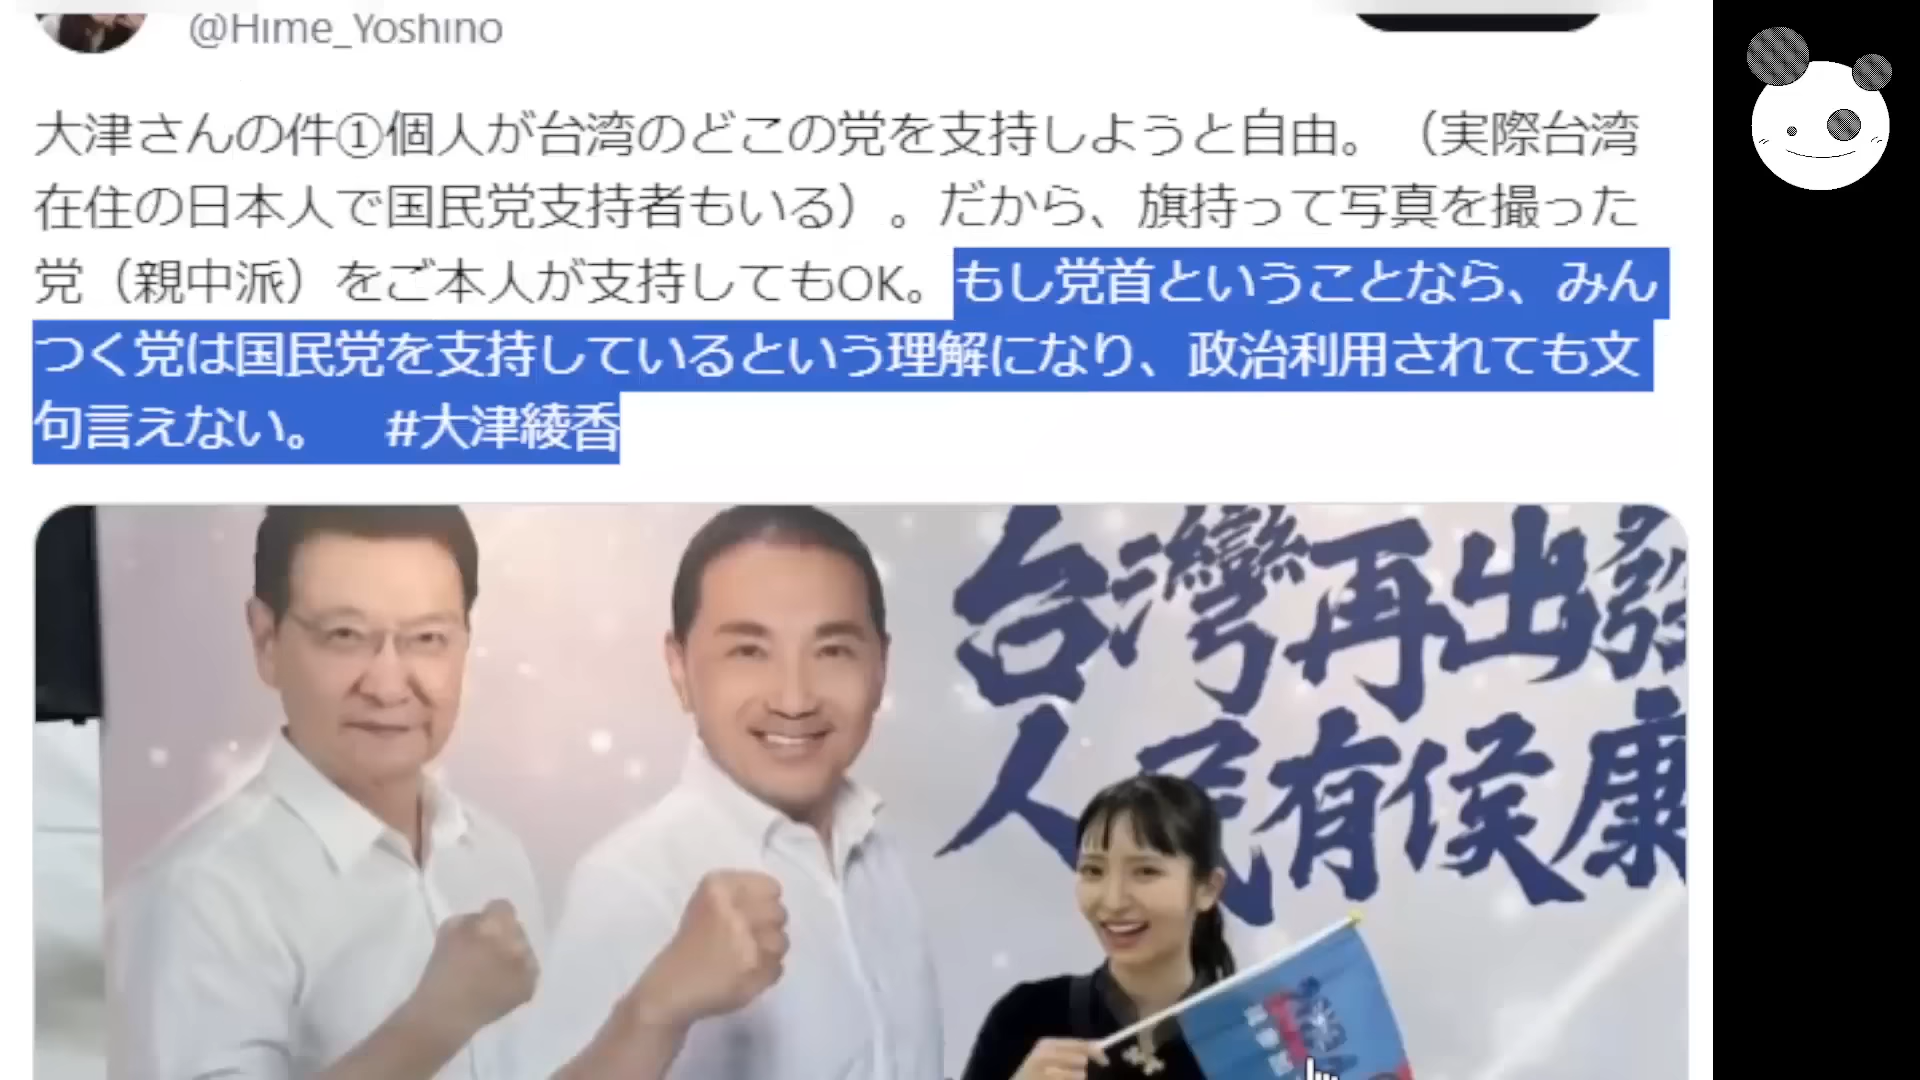 @Hime_Yoshino
大津さんの件①個人が台湾のどこの党を支持しようと自由。（実際台湾
在住の日本人で国民党支持者もいる）。だから、旗持って写真を撮った
党（親中派）をご本人が支持してもOK。もし党首ということなら、みん
つく党は国民党を支持しているという理解になり、政治利用されても文
句言えない。　#大津綾香
台灣再出發
人民有侯康